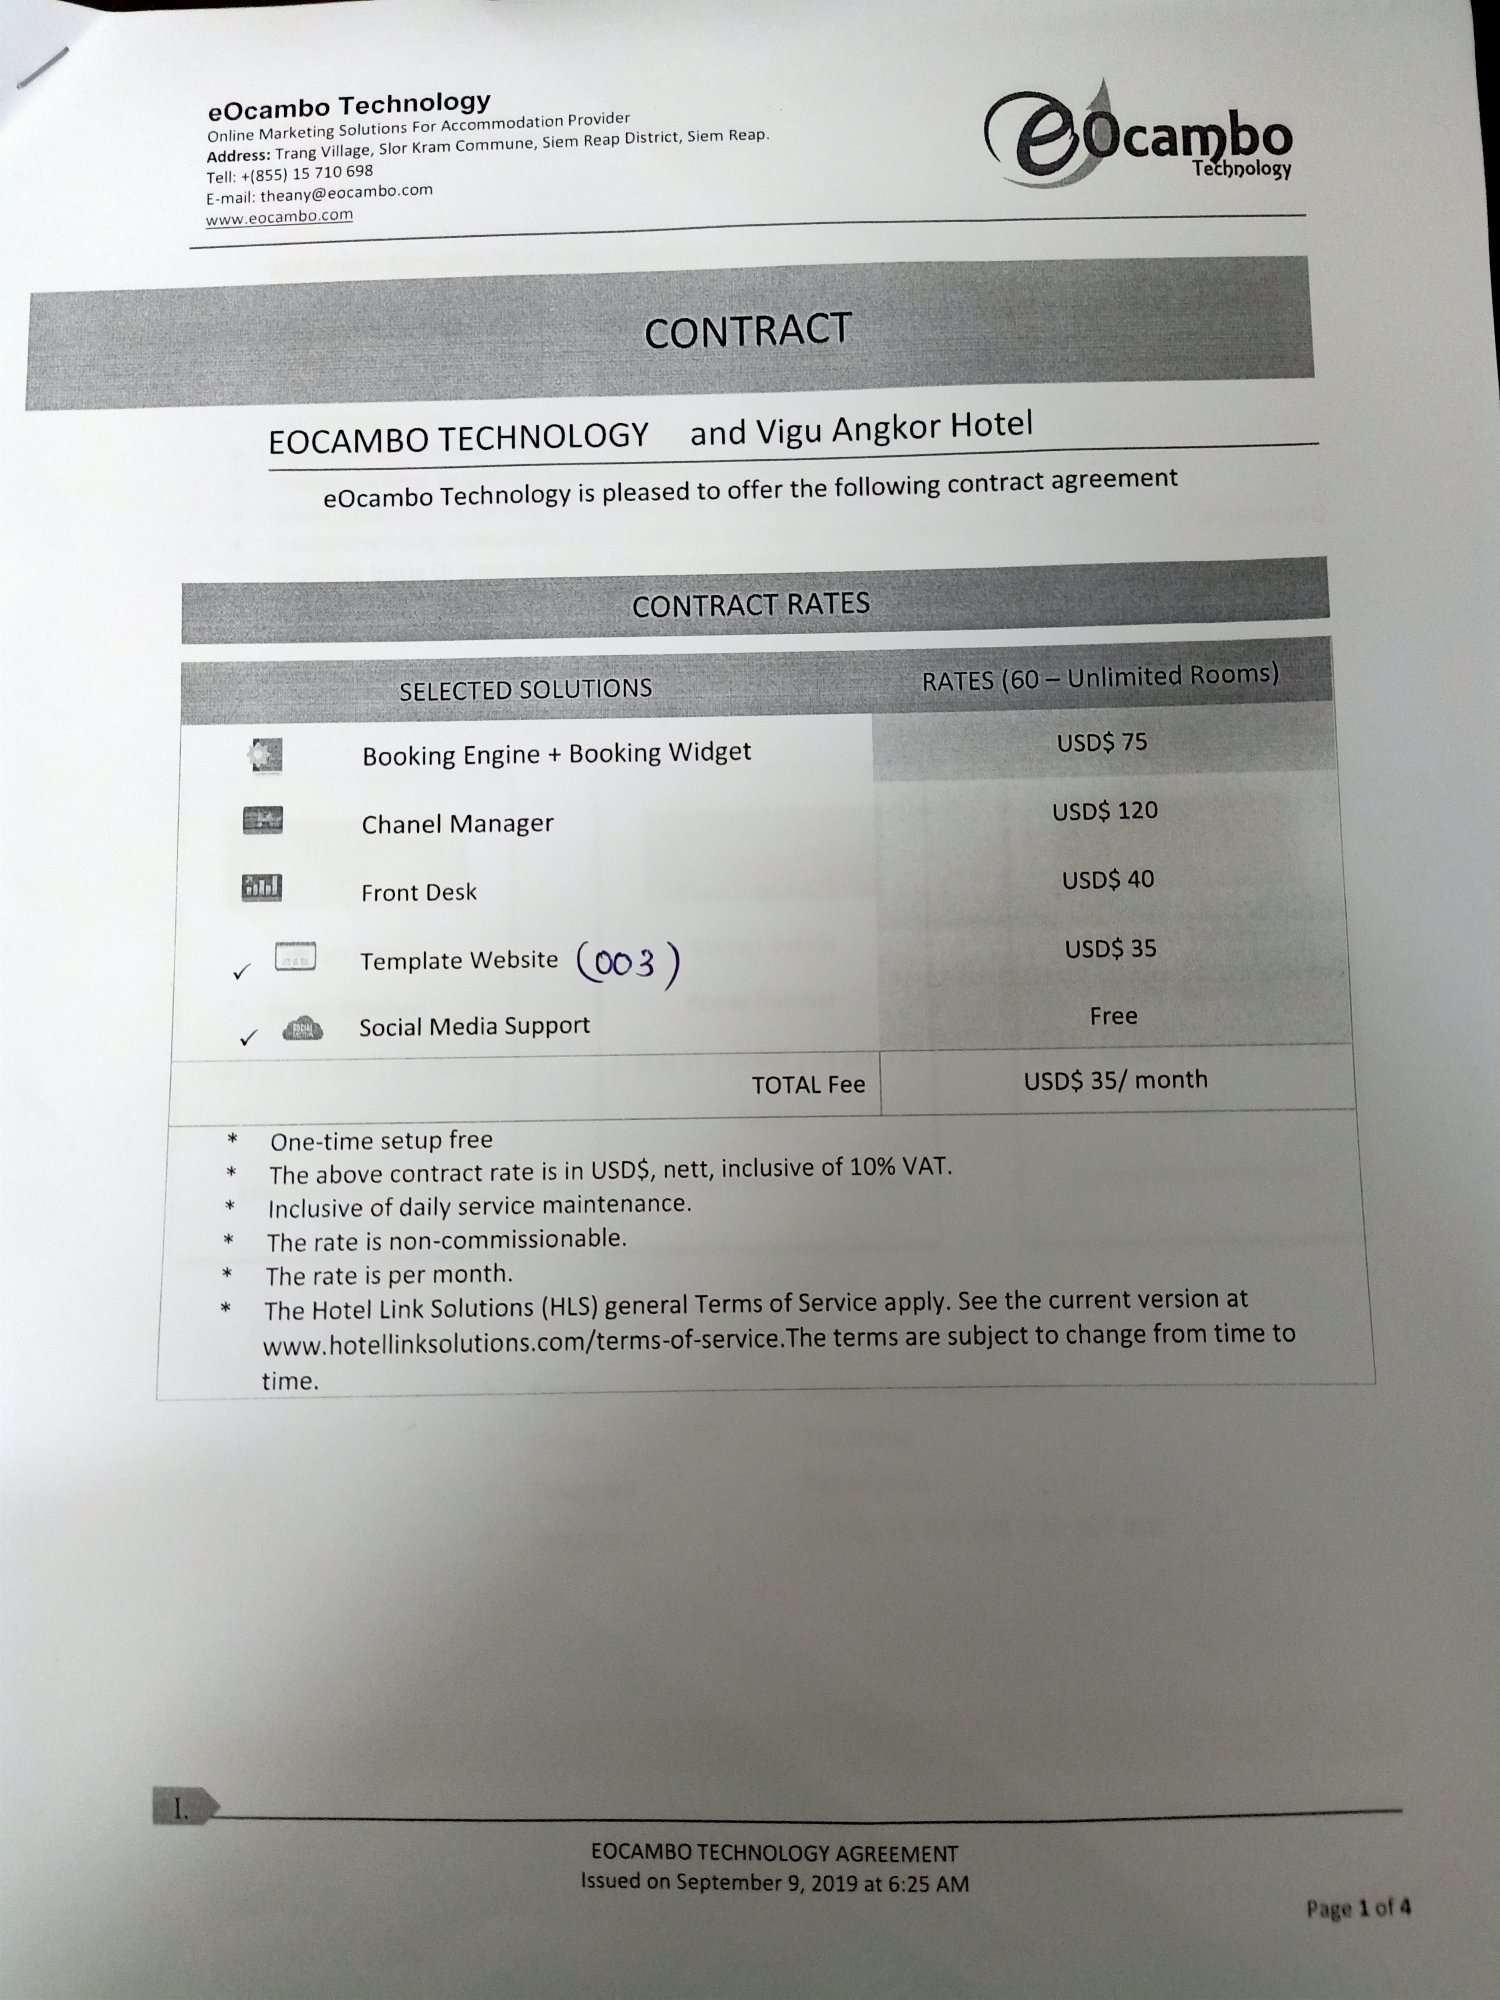 eOcambo Technology
Online Marketing Solutions For Accommodation Provider
Address: Trang Village, Slor Kram Commune, Siem Reap District, Siem Reap.
Tell: +(855) 15 710 698
E-mail: theany@eocambo.com
www.eocambo.com
eOcambo
Technology
CONTRACT
EOCAMBO TECHNOLOGY and Vigu Angkor Hotel
eOcambo Technology is pleased to offer the following contract agreement
CONTRACT RATES
SELECTED SOLUTIONS RATES (60 – Unlimited Rooms)
Booking Engine + Booking Widget USD$ 75
Chanel Manager USD$ 120
Front Desk USD$ 40
✓ Template Website (003) USD$ 35
✓ Social Media Support Free
TOTAL Fee USD$ 35/ month
* One-time setup free
* The above contract rate is in USD$, nett, inclusive of 10% VAT.
* Inclusive of daily service maintenance.
* The rate is non-commissionable.
* The rate is per month.
* The Hotel Link Solutions (HLS) general Terms of Service apply. See the current version at
www.hotellinksolutions.com/terms-of-service.The terms are subject to change from time to
time.
I.
EOCAMBO TECHNOLOGY AGREEMENT
Issued on September 9, 2019 at 6:25 AM
Page 1 of 4